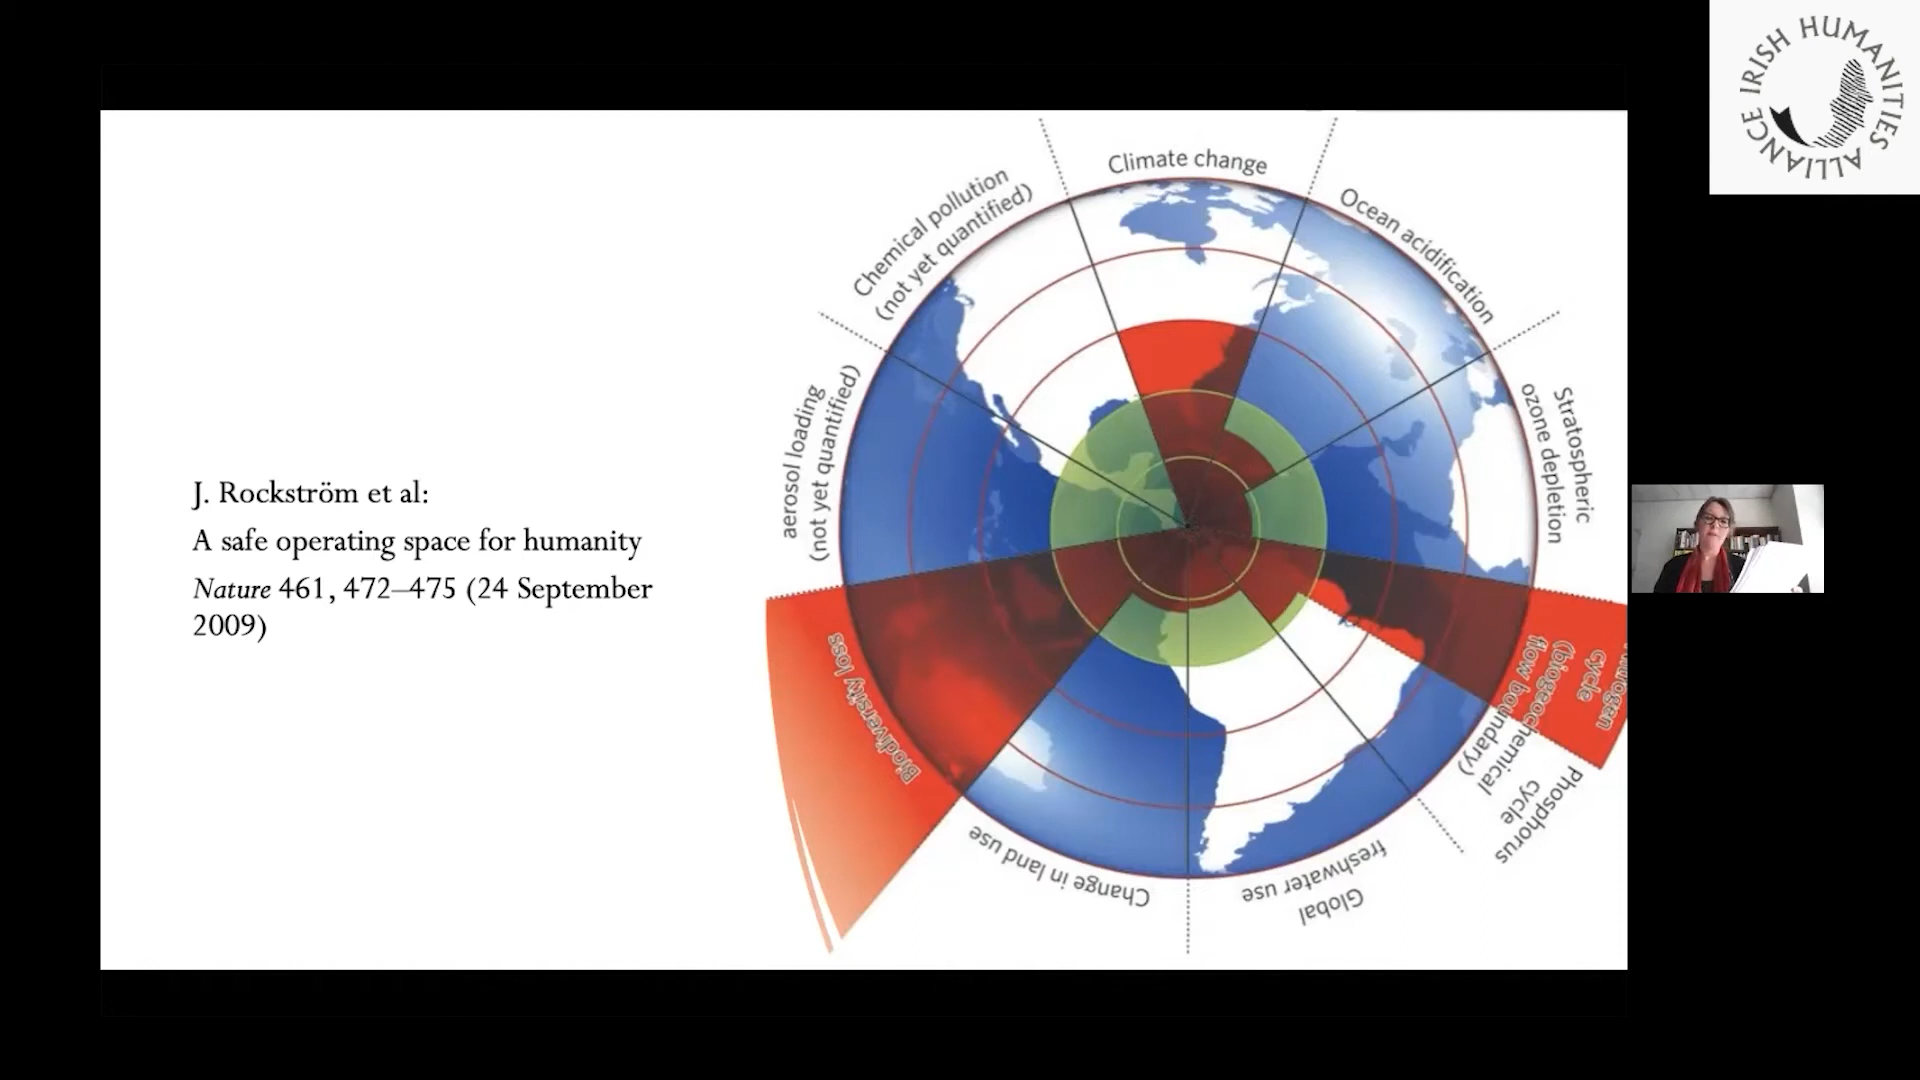 IRISH HUMANITIES ALLIANCE
Climate change
Ocean acidification
Stratospheric
ozone depletion
cycle
(biogeochemical
flow boundary)
Phosphorus
cycle
Global
freshwater use
Change in land use
Biodiversity loss
aerosol loading
(not yet quantified)
Chemical pollution
(not yet quantified)
J. Rockström et al:
A safe operating space for humanity
Nature 461, 472–475 (24 September
2009)